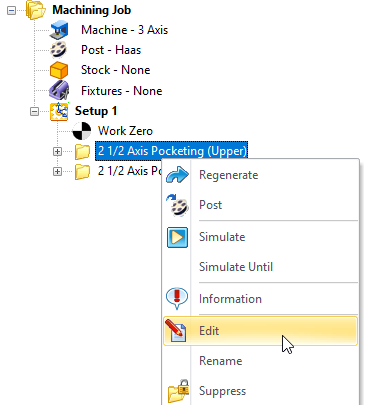 Machining Job
Machine - 3 Axis
Post - Haas
Stock - None
Fixtures - None
Setup 1
Work Zero
2 1/2 Axis Pocketing (Upper)
2 1/2 Axis Po
Regenerate
Post
Simulate
Simulate Until
Information
Edit
Rename
Suppress